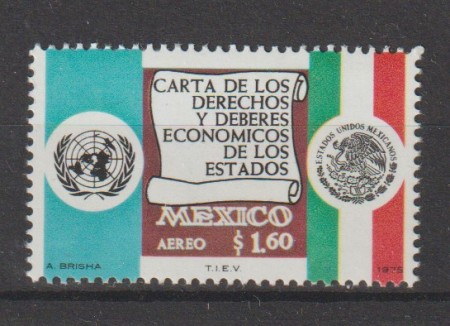 CARTA DE LOS
DERECHOS
Y DEBERES
ECONOMICOS
DE LOS
ESTADOS
ESTADOS UNIDOS MEXICANOS
MEXICO
AEREO $1.60
A. BRISHA
T.I.E.V.
1975